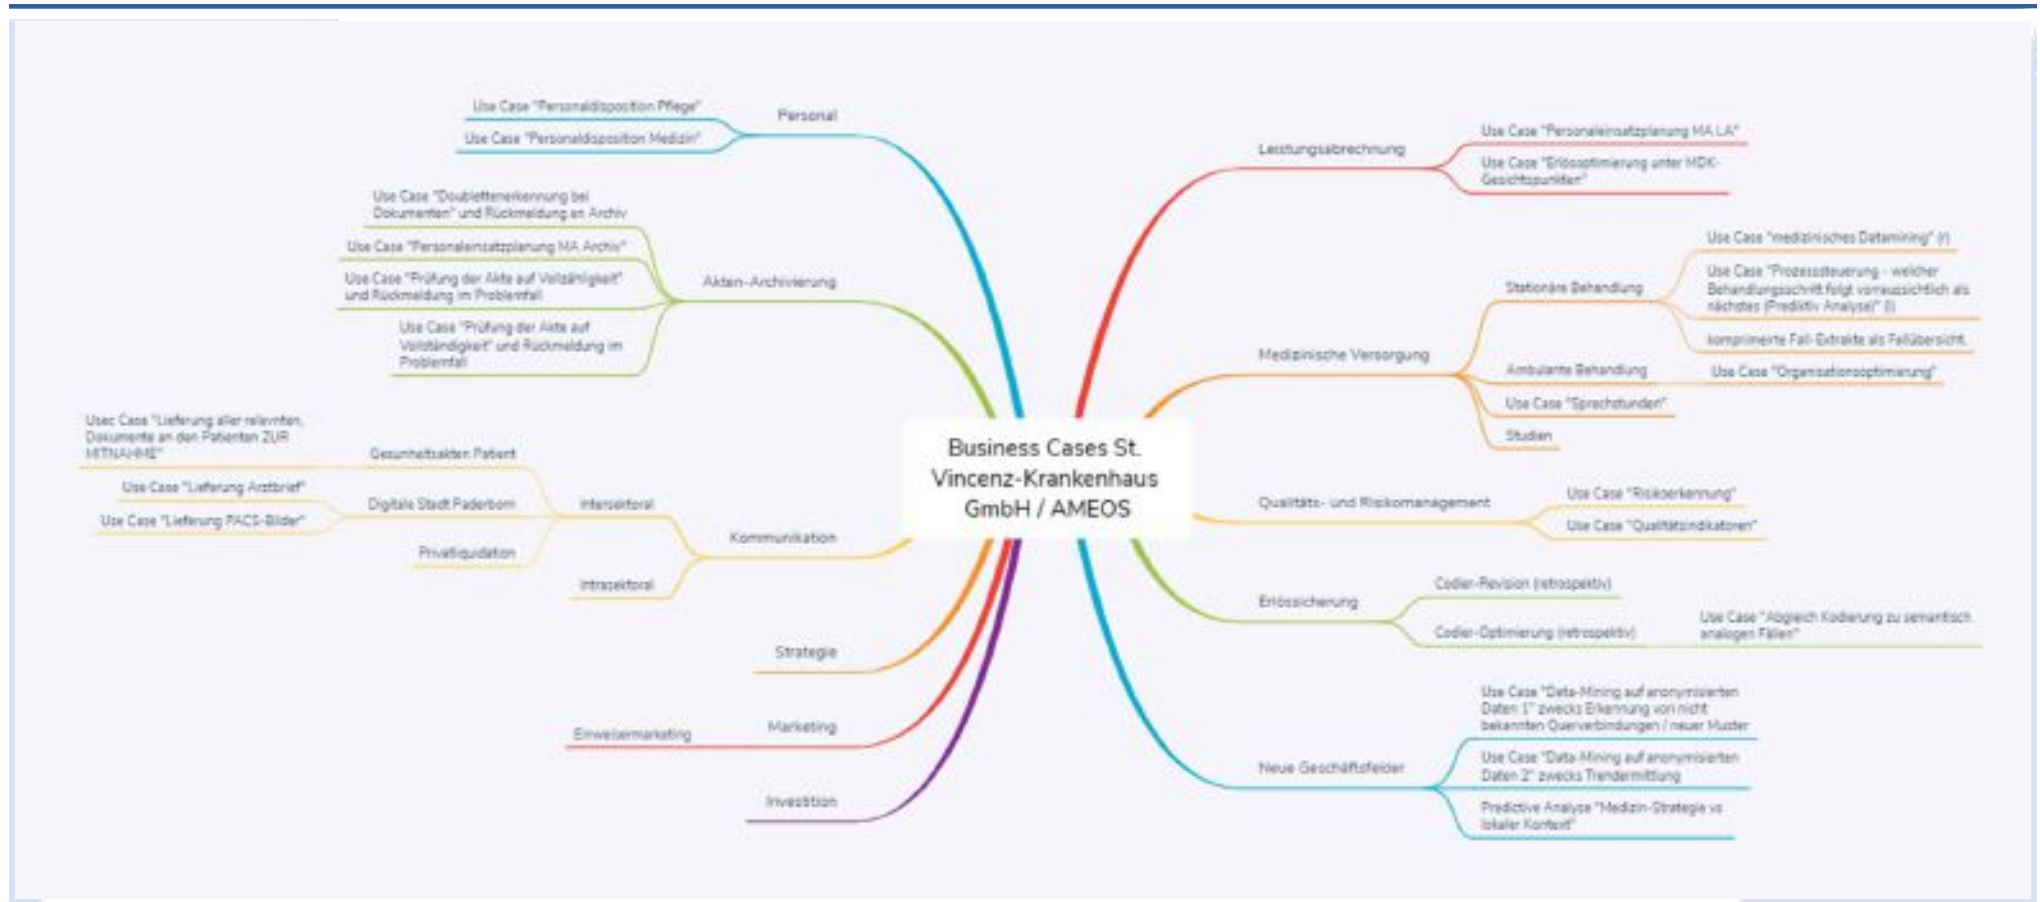 Business Cases St.
Vincenz-Krankenhaus
GmbH / AMEOS
Personal
Use Case "Personaldisposition Pflege"
Use Case "Personaldisposition Medizin"
Akten-Archivierung
Use Case "Doublettenerkennung bei
Dokumenten" und Rückmeldung an Archiv
Use Case "Personaleinsatzplanung MA Archiv"
Use Case "Prüfung der Akte auf Vollzähligkeit"
und Rückmeldung im Problemfall
Use Case "Prüfung der Akte auf
Vollständigkeit" und Rückmeldung im
Problemfall
Kommunikation
Intersektoral
Gesunheitsakten Patient
Usec Case "Lieferung aller relevnten,
Dokumente an den Patienten ZUR
MITNAHME"
Digitale Stadt Paderborn
Use Case "Lieferung Arztbrief"
Use Case "Lieferung PACS-Bilder"
Privatliquidation
Intrasektoral
Strategie
Marketing
Einweisermarketing
Investition
Leistungsabrechnung
Use Case "Personaleinsatzplanung MA LA"
Use Case "Erlösoptimierung unter MDK-
Gesichtspunkten"
Medizinische Versorgung
Stationäre Behandlung
Use Case "medizinisches Datamining" (r)
Use Case "Prozesssteuerung - welcher
Behandlungsschritt folgt vorraussichtlich als
nächstes (Prediktiv Analyse)"
komprimierte Fall-Extrakte als Fallübersicht.
Ambulante Behandlung
Use Case "Organisationsoptimierung"
Use Case "Sprechstunden"
Studien
Qualitäts- und Risikomanagement
Use Case "Risikoerkennung"
Use Case "Qualitätsindikatoren"
Erlössicherung
Codier-Revision (retrospektiv)
Codier-Optimierung (retrospektiv)
Use Case "Abgleich Kodierung zu semantisch
analogen Fällen"
Neue Geschäftsfelder
Use Case "Data-Mining auf anonymisierten
Daten 1" zwecks Erkennung von nicht
bekannten Querverbindungen / neuer Muster
Use Case "Data-Mining auf anonymisierten
Daten 2" zwecks Trendermittlung
Predictive Analyse "Medizin-Strategie vs
lokaler Kontext"